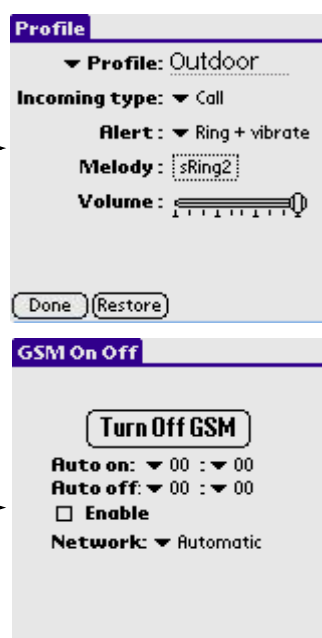 Profile
Profile: Outdoor
Incoming type: Call
Alert: Ring + vibrate
Melody: sRing2
Volume:
Done Restore
GSM On Off
Turn Off GSM
Auto on: 00 : 00
Auto off: 00 : 00
Enable
Network: Automatic